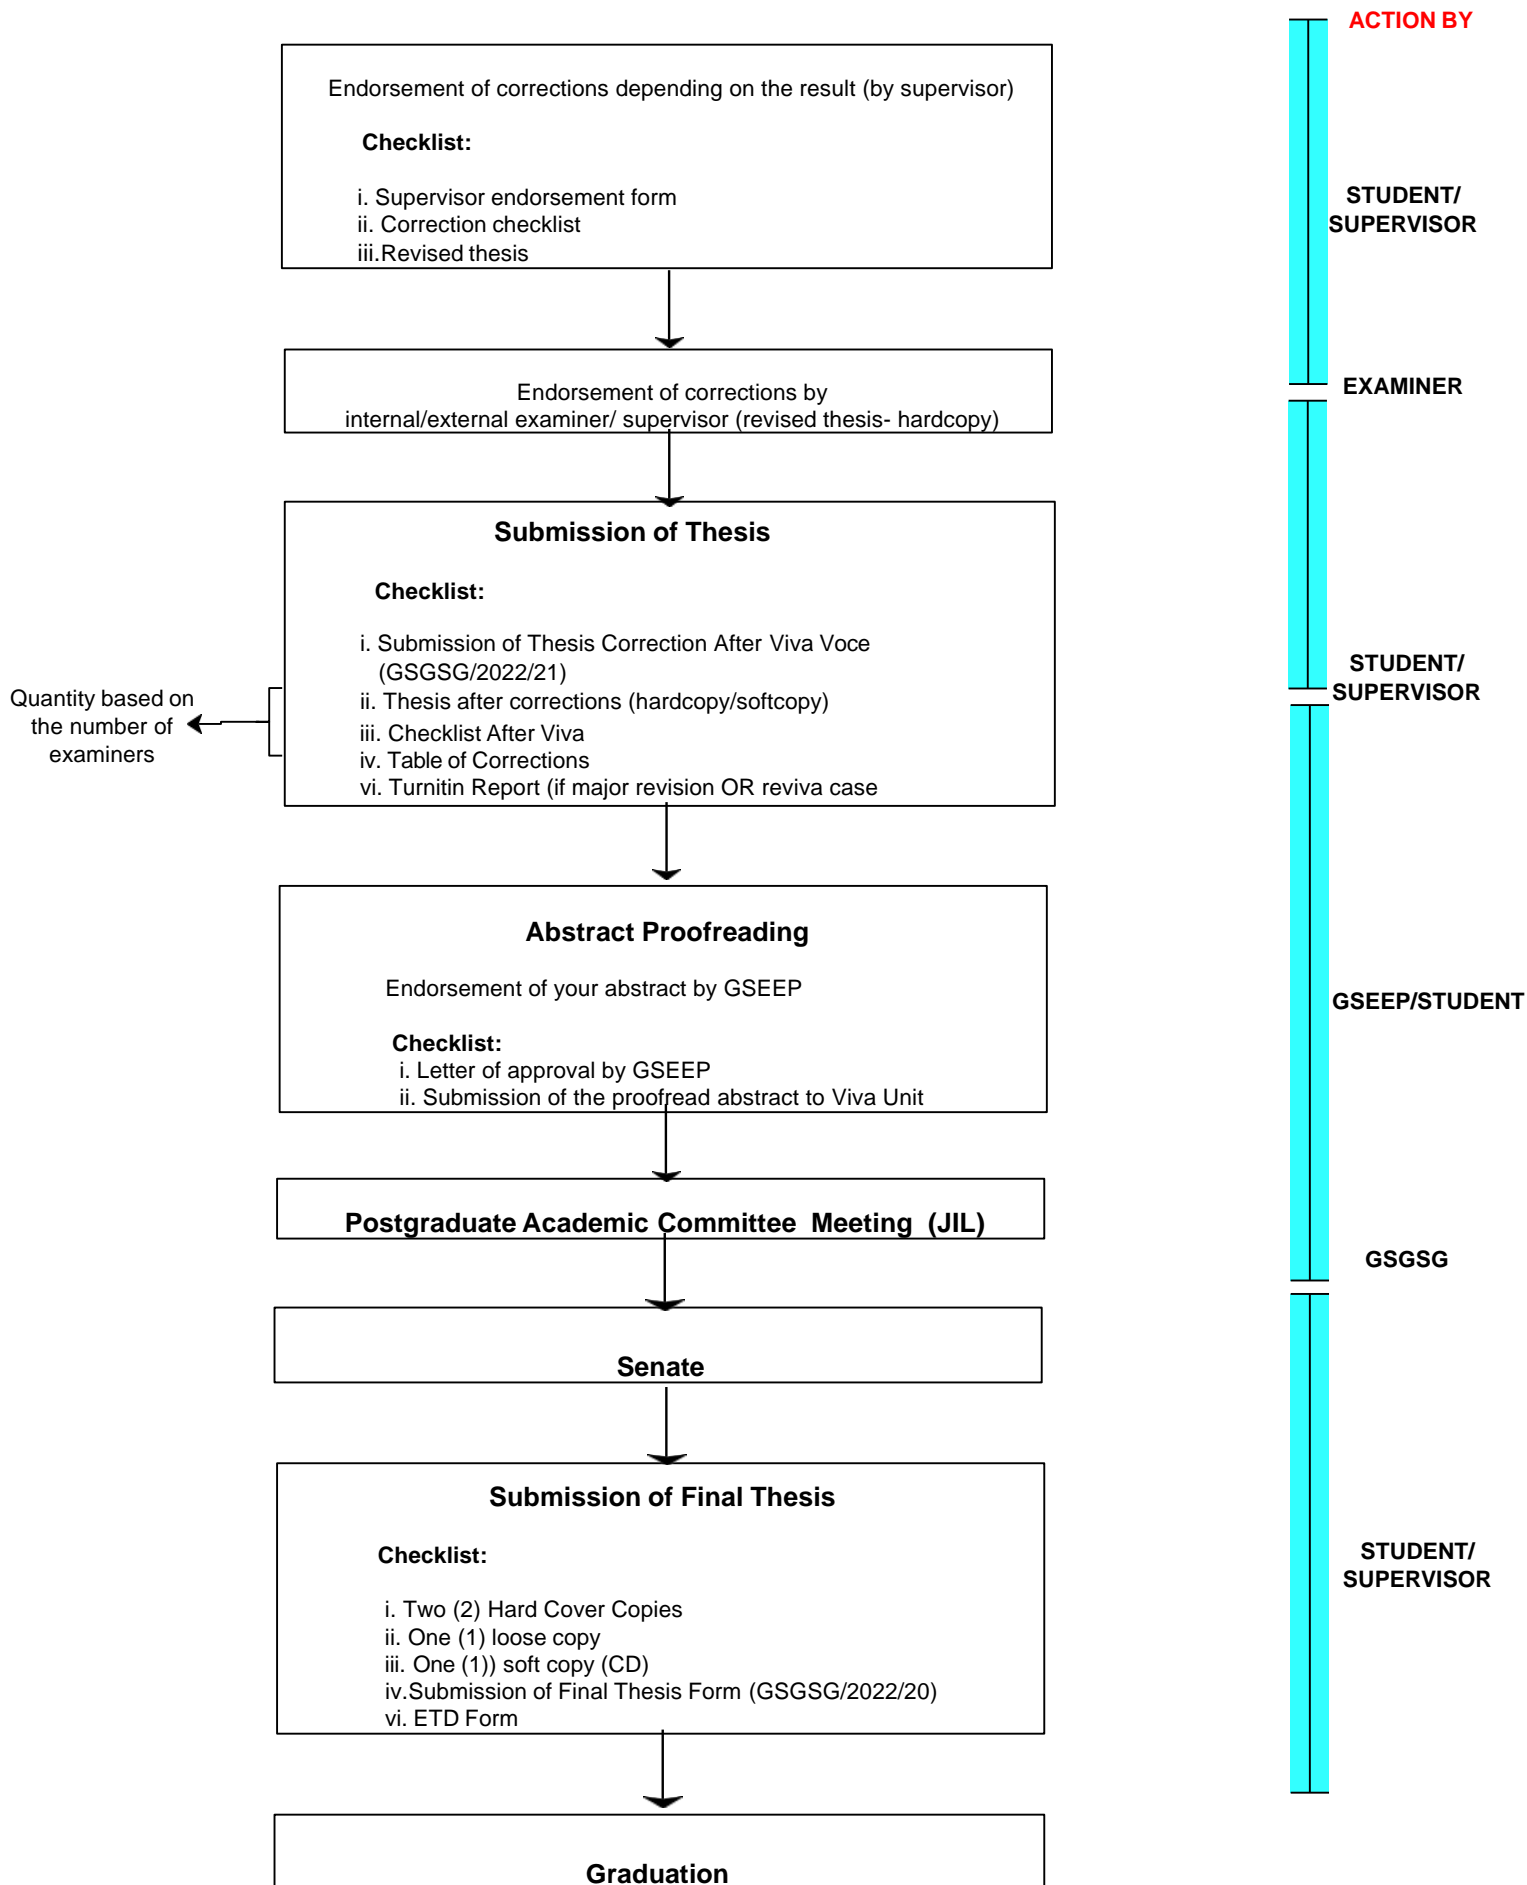 ACTION BY
Endorsement of corrections depending on the result (by supervisor)
Checklist:
i. Supervisor endorsement form
ii. Correction checklist
iii.Revised thesis
STUDENT/
SUPERVISOR
Endorsement of corrections by
internal/external examiner/ supervisor (revised thesis- hardcopy)
EXAMINER
Submission of Thesis
Checklist:
i. Submission of Thesis Correction After Viva Voce
(GSGSG/2022/21)
ii. Thesis after corrections (hardcopy/softcopy)
iii. Checklist After Viva
iv. Table of Corrections
vi. Turnitin Report (if major revision OR reviva case
Quantity based on
the number of
examiners
STUDENT/
SUPERVISOR
Abstract Proofreading
Endorsement of your abstract by GSEEP
Checklist:
i. Letter of approval by GSEEP
ii. Submission of the proofread abstract to Viva Unit
GSEEP/STUDENT
Postgraduate Academic Committee Meeting (JIL)
GSGSG
Senate
Submission of Final Thesis
Checklist:
i. Two (2) Hard Cover Copies
ii. One (1) loose copy
iii. One (1)) soft copy (CD)
iv.Submission of Final Thesis Form (GSGSG/2022/20)
vi. ETD Form
STUDENT/
SUPERVISOR
Graduation